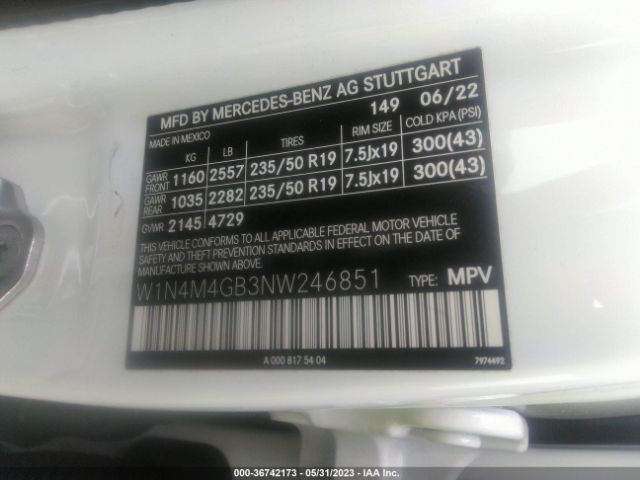 MFD BY MERCEDES-BENZ AG STUTTGART
MADE IN MEXICO 149 06/22
KG LB TIRES RIM SIZE COLD KPA (PSI)
GAWR FRONT 1160 2557 235/50 R19 7.5Jx19 300(43)
GAWR REAR 1035 2282 235/50 R19 7.5Jx19 300(43)
GVWR 2145 4729
THIS VEHICLE CONFORMS TO ALL APPLICABLE FEDERAL MOTOR VEHICLE
SAFETY AND THEFT PREVENTION STANDARDS IN EFFECT ON THE DATE OF
MANUFACTURE SHOWN ABOVE.
W1N4M4GB3NW246851 TYPE: MPV
A 000 817 54 04 7974492
000-36742173 - 05/31/2023 - IAA Inc.